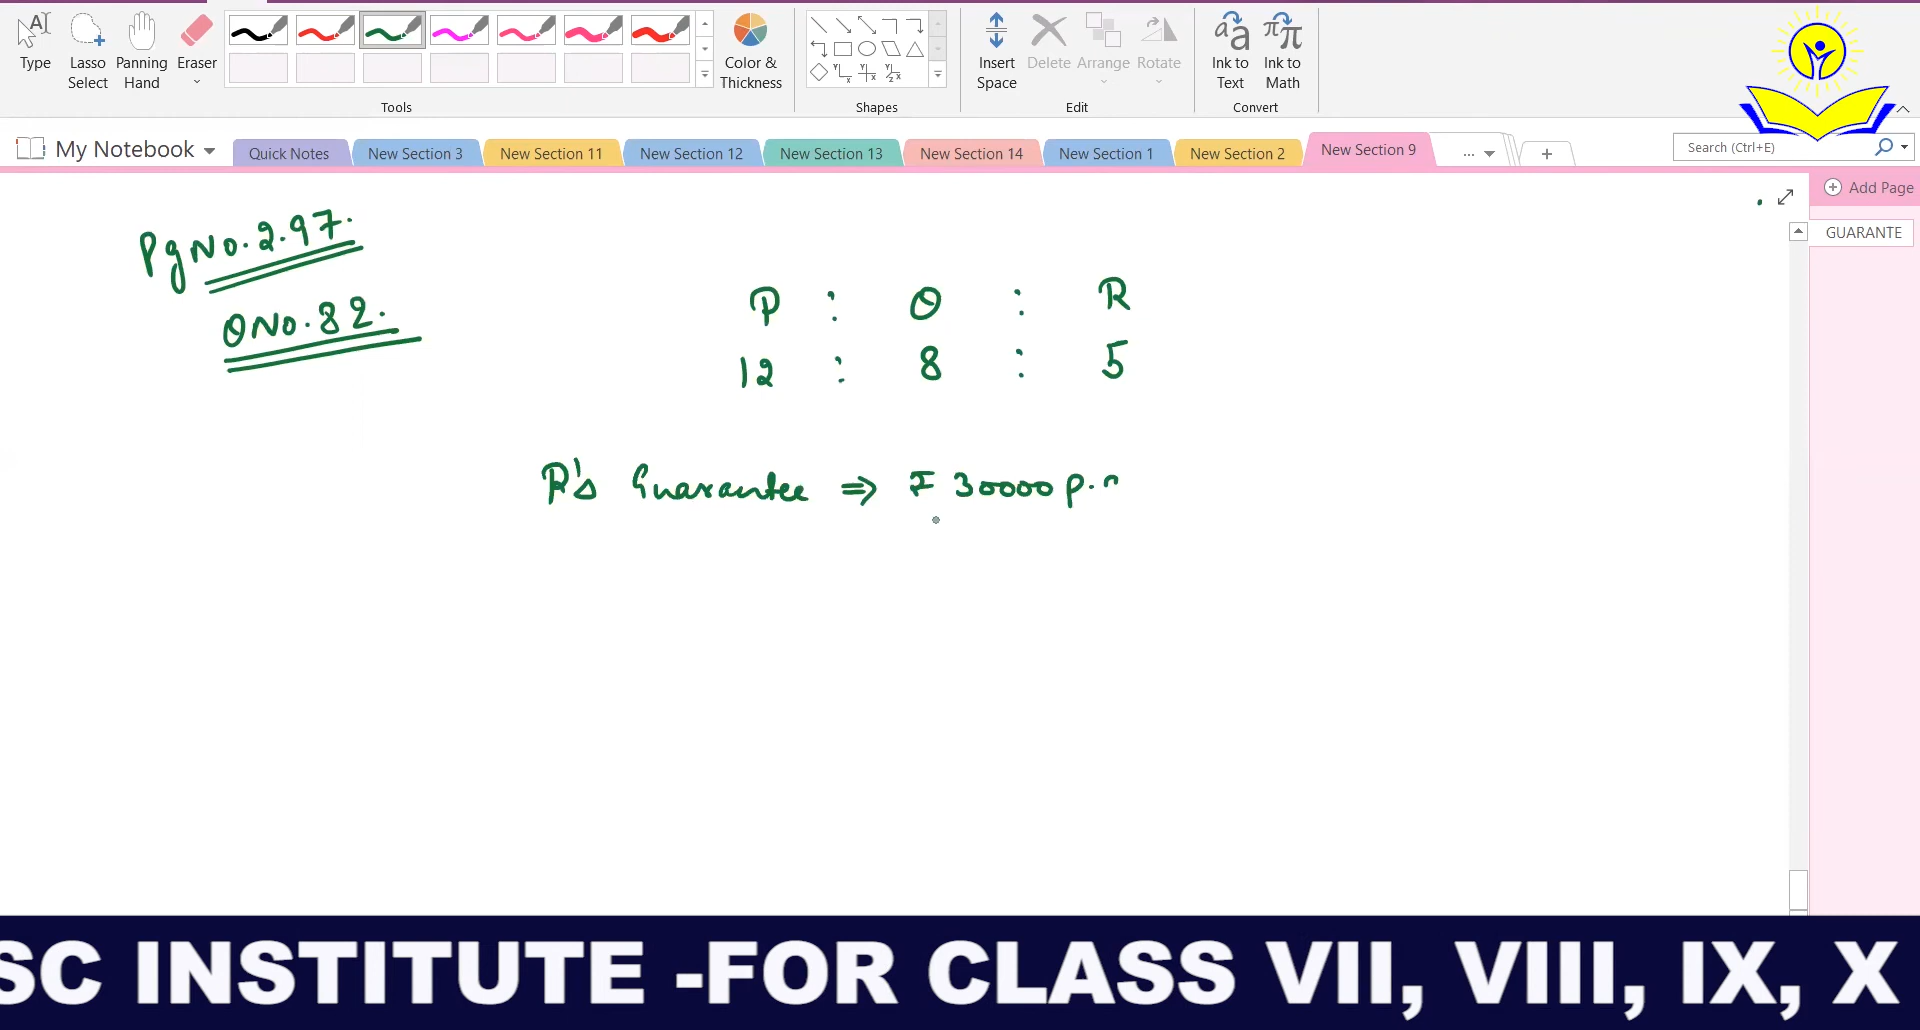 Type
Lasso Select
Panning Hand
Eraser
Color & Thickness
Insert Space
Delete
Arrange
Rotate
Ink to Text
Ink to Math
Tools
Shapes
Edit
Convert
My Notebook
Quick Notes
New Section 3
New Section 11
New Section 12
New Section 13
New Section 14
New Section 1
New Section 2
New Section 9
...
Search (Ctrl+E)
Add Page
GUARANTE
Pg No. 2.97.
Q No. 82.
P : Q : R
12 : 8 : 5
R's Guarantee ⇒ ₹ 30000 p.
SC INSTITUTE -FOR CLASS VII, VIII, IX, X